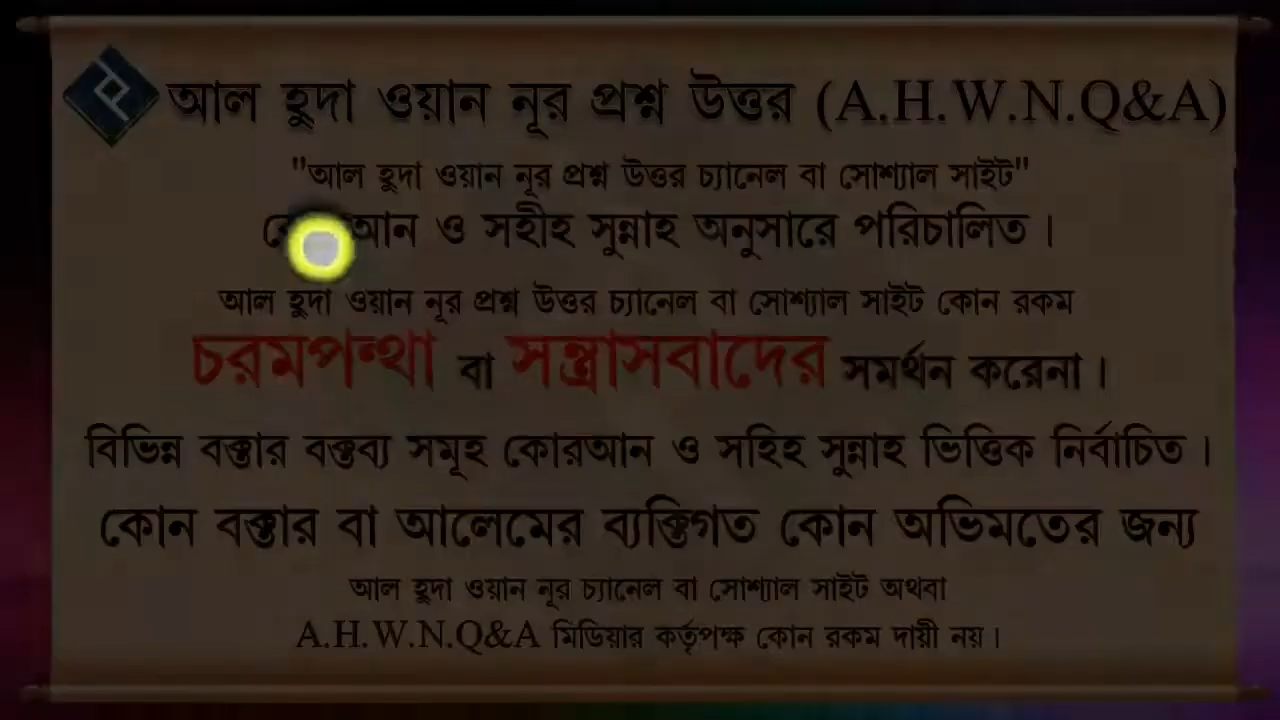 আল হুদা ওয়ান নূর প্রশ্ন উত্তর (A.H.W.N.Q&A)
"আল হুদা ওয়ান নূর প্রশ্ন উত্তর চ্যানেল বা সোশ্যাল সাইট"
ও সহীহ সুন্নাহ অনুসারে পরিচালিত।
আল হুদা ওয়ান নূর প্রশ্ন উত্তর চ্যানেল বা সোশ্যাল সাইট কোন রকম
চরমপন্থা বা সন্ত্রাসবাদের সমর্থন করেনা।
বিভিন্ন বক্তার বক্তব্য সমূহ কোরআন ও সহিহ সুন্নাহ ভিত্তিক নির্বাচিত।
কোন বক্তার বা আলেমের ব্যক্তিগত কোন অভিমতের জন্য
আল হুদা ওয়ান নূর চ্যানেল বা সোশ্যাল সাইট অথবা
A.H.W.N.Q&A মিডিয়ার কর্তৃপক্ষ কোন রকম দায়ী নয়।